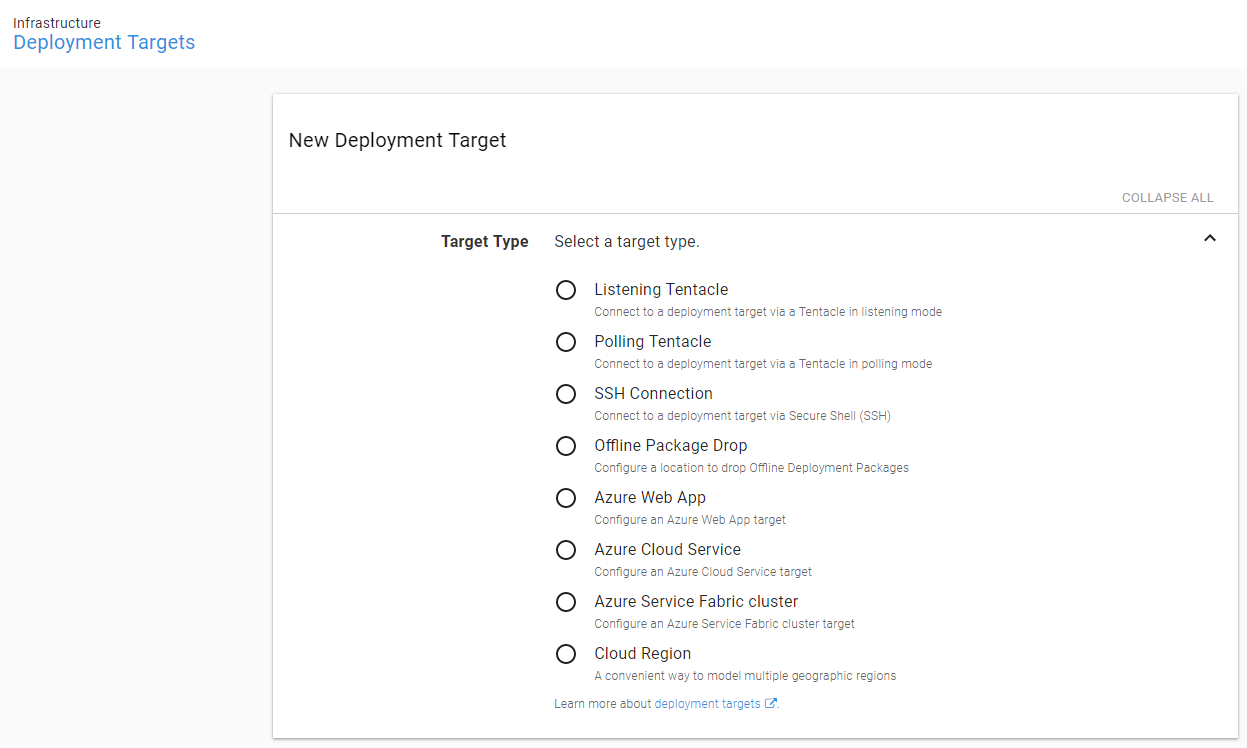 Infrastructure
Deployment Targets
New Deployment Target
COLLAPSE ALL
Target Type Select a target type.
Listening Tentacle
Connect to a deployment target via a Tentacle in listening mode
Polling Tentacle
Connect to a deployment target via a Tentacle in polling mode
SSH Connection
Connect to a deployment target via Secure Shell (SSH)
Offline Package Drop
Configure a location to drop Offline Deployment Packages
Azure Web App
Configure an Azure Web App target
Azure Cloud Service
Configure an Azure Cloud Service target
Azure Service Fabric cluster
Configure an Azure Service Fabric cluster target
Cloud Region
A convenient way to model multiple geographic regions
Learn more about deployment targets.